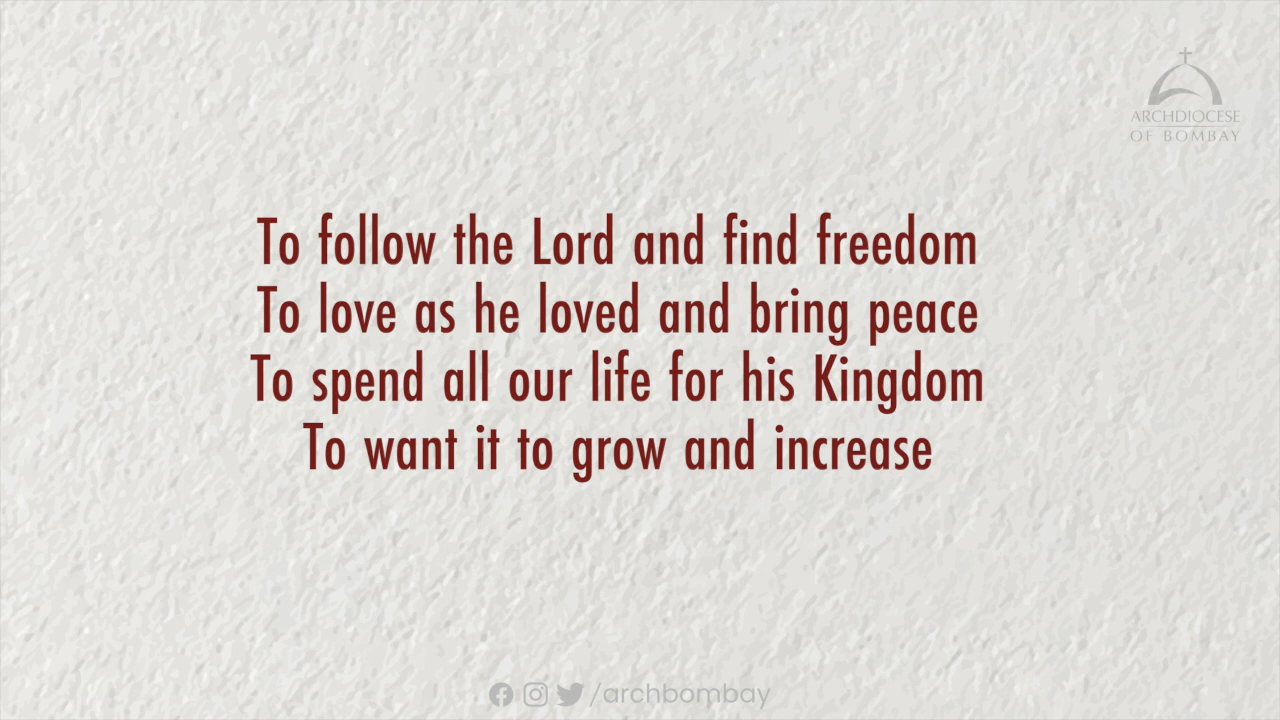 ARCHDIOCESE
OF BOMBAY
To follow the Lord and find freedom
To love as he loved and bring peace
To spend all our life for his Kingdom
To want it to grow and increase
/archbombay